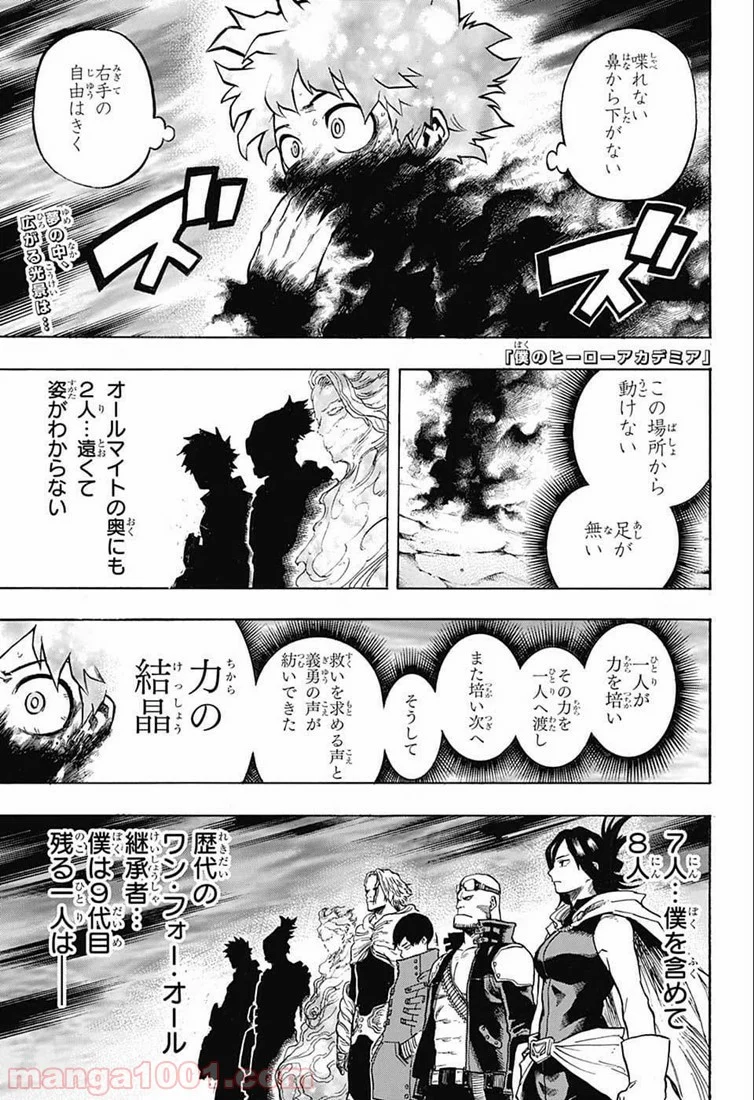 喋れない
鼻から下がない
右手の
自由はきく
ズ
ズ
夢の中、
広がる光景は…
『僕のヒーローアカデミア』
この場所から
動けない
足が
無い
オールマイトの奥にも
2人…遠くて
姿がわからない
一人が
力を培い
その力を
一人へ渡し
また培い次へ
そうして
救いを求める声と
義勇の声が
紡いできた
力の
結晶
7人…僕を含めて
8人
歴代の
ワン・フォー・オール
継承者…
僕は9代目
残る一人は――
manga1001.com